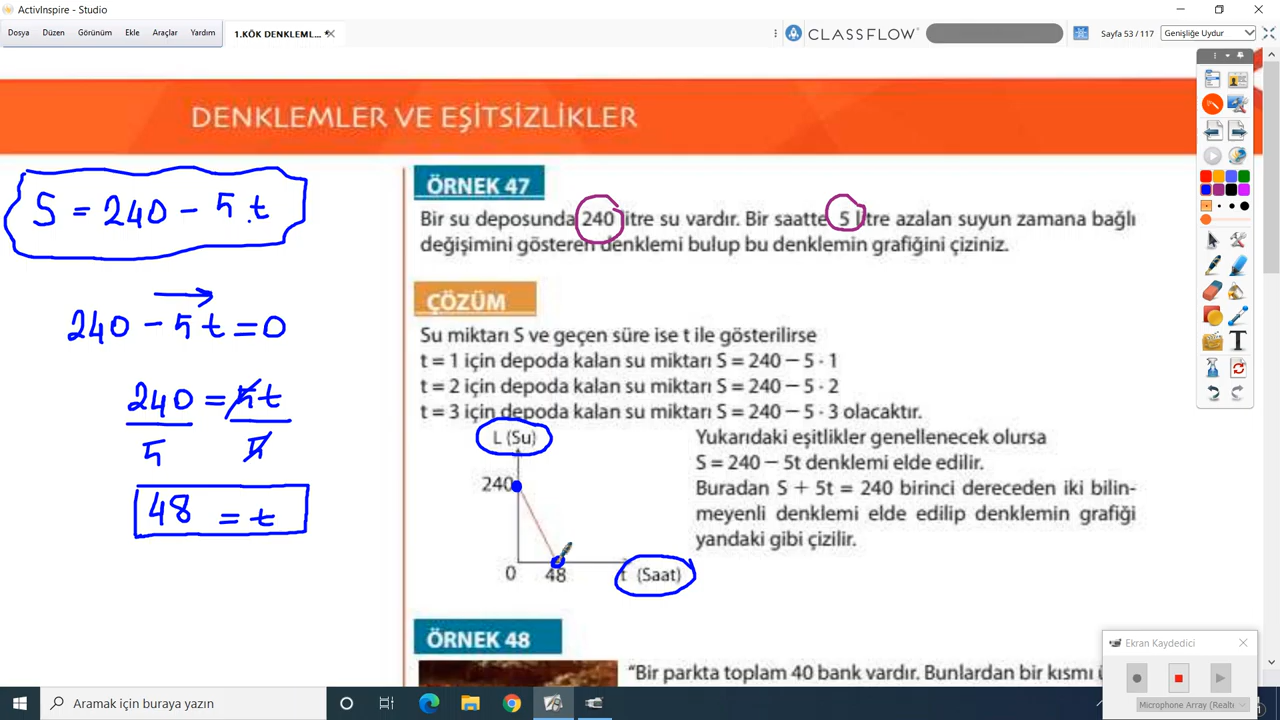 ActivInspire - Studio
Dosya Düzen Görünüm Ekle Araçlar Yardım
1.KÖK DENKLEML...
CLASSFLOW
Sayfa 53 / 117
Genişliğe Uydur
DENKLEMLER VE EŞİTSİZLİKLER
S = 240 - 5.t
240 - 5t = 0
240 = 5t
5 5
48 = t
ÖRNEK 47
Bir su deposunda 240 litre su vardır. Bir saatte 5 litre azalan suyun zamana bağlı
değişimini gösteren denklemi bulup bu denklemin grafiğini çiziniz.
ÇÖZÜM
Su miktarı S ve geçen süre ise t ile gösterilirse
t = 1 için depoda kalan su miktarı S = 240 − 5 · 1
t = 2 için depoda kalan su miktarı S = 240 − 5 · 2
t = 3 için depoda kalan su miktarı S = 240 − 5 · 3 olacaktır.
L (Su)
240
0
48
t (Saat)
Yukarıdaki eşitlikler genellenecek olursa
S = 240 − 5t denklemi elde edilir.
Buradan S + 5t = 240 birinci dereceden iki bilin-
meyenli denklemi elde edilip denklemin grafiği
yandaki gibi çizilir.
ÖRNEK 48
"Bir parkta toplam 40 bank vardır. Bunlardan bir kısmı
T
Ekran Kaydedici
Microphone Array (Realte
Aramak için buraya yazın